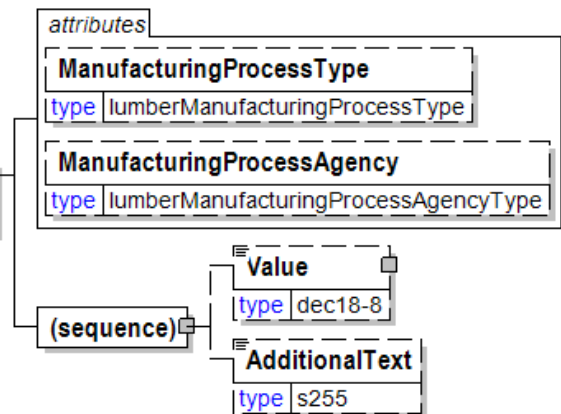 attributes
ManufacturingProcessType
type lumberManufacturingProcessType
ManufacturingProcessAgency
type lumberManufacturingProcessAgencyType
Value
type dec18-8
(sequence)
AdditionalText
type s255